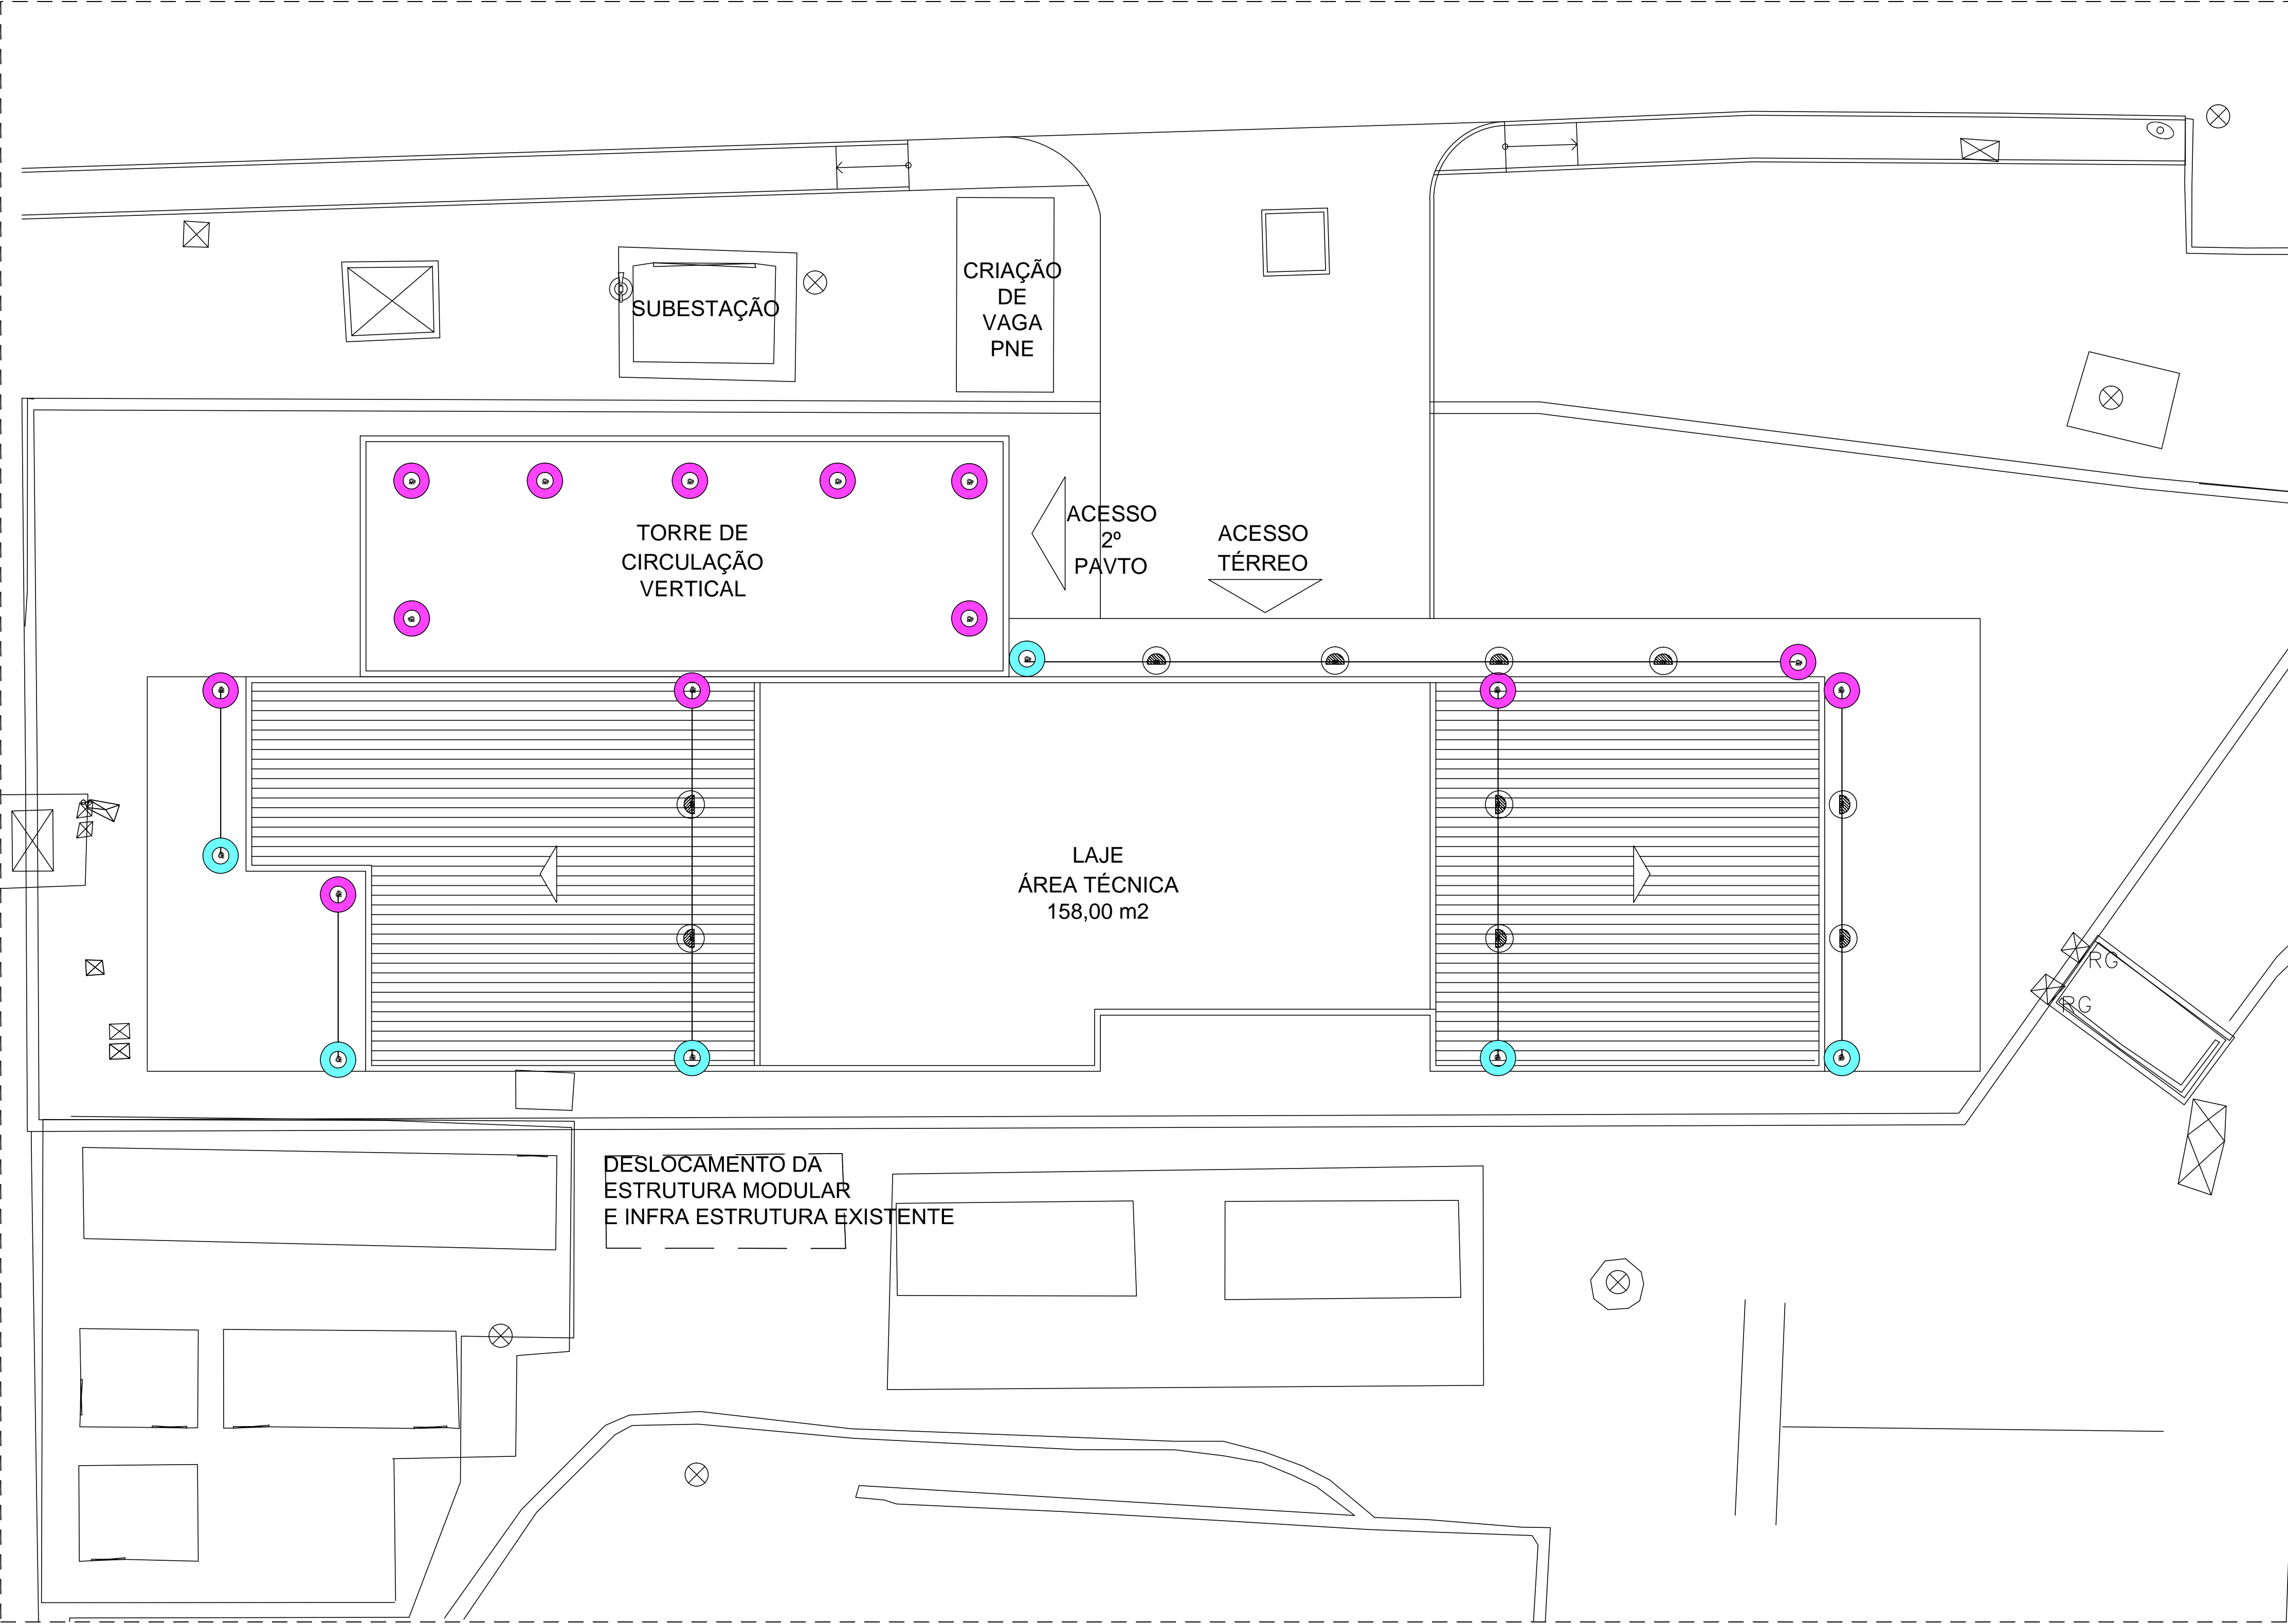 CRIAÇÃO
DE
VAGA
PNE
SUBESTAÇÃO
TORRE DE
CIRCULAÇÃO
VERTICAL
ACESSO
2º
PAVTO
ACESSO
TÉRREO
LAJE
ÁREA TÉCNICA
158,00 m2
RG
RG
DESLOCAMENTO DA
ESTRUTURA MODULAR
E INFRA ESTRUTURA EXISTENTE